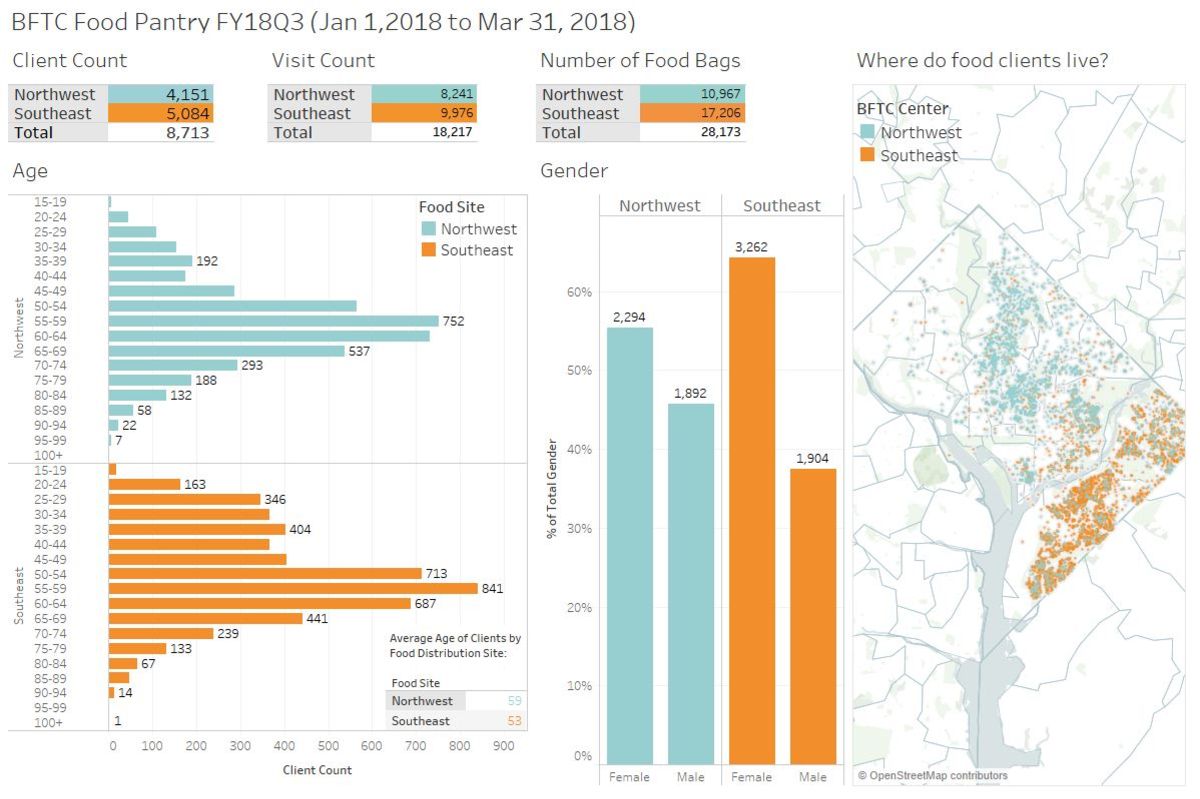 BFTC Food Pantry FY18Q3 (Jan 1,2018 to Mar 31, 2018)
Client Count
Northwest 4,151
Southeast 5,084
Total 8,713
Visit Count
Northwest 8,241
Southeast 9,976
Total 18,217
Number of Food Bags
Northwest 10,967
Southeast 17,206
Total 28,173
Age
Food Site
Northwest
Southeast
Northwest
15-19
20-24
25-29
30-34
35-39 192
40-44
45-49
50-54
55-59 752
60-64
65-69 537
70-74 293
75-79 188
80-84 132
85-89 58
90-94 22
95-99 7
100+
Southeast
15-19
20-24 163
25-29 346
30-34
35-39 404
40-44
45-49
50-54 713
55-59 841
60-64 687
65-69 441
70-74 239
75-79 133
80-84 67
85-89
90-94 14
95-99
100+ 1
Average Age of Clients by
Food Distribution Site:
Food Site
Northwest 59
Southeast 53
0 100 200 300 400 500 600 700 800 900
Client Count
Gender
Northwest Southeast
% of Total Gender
60%
50%
40%
30%
20%
10%
0%
2,294
1,892
3,262
1,904
Female Male Female Male
Where do food clients live?
BFTC Center
Northwest
Southeast
© OpenStreetMap contributors